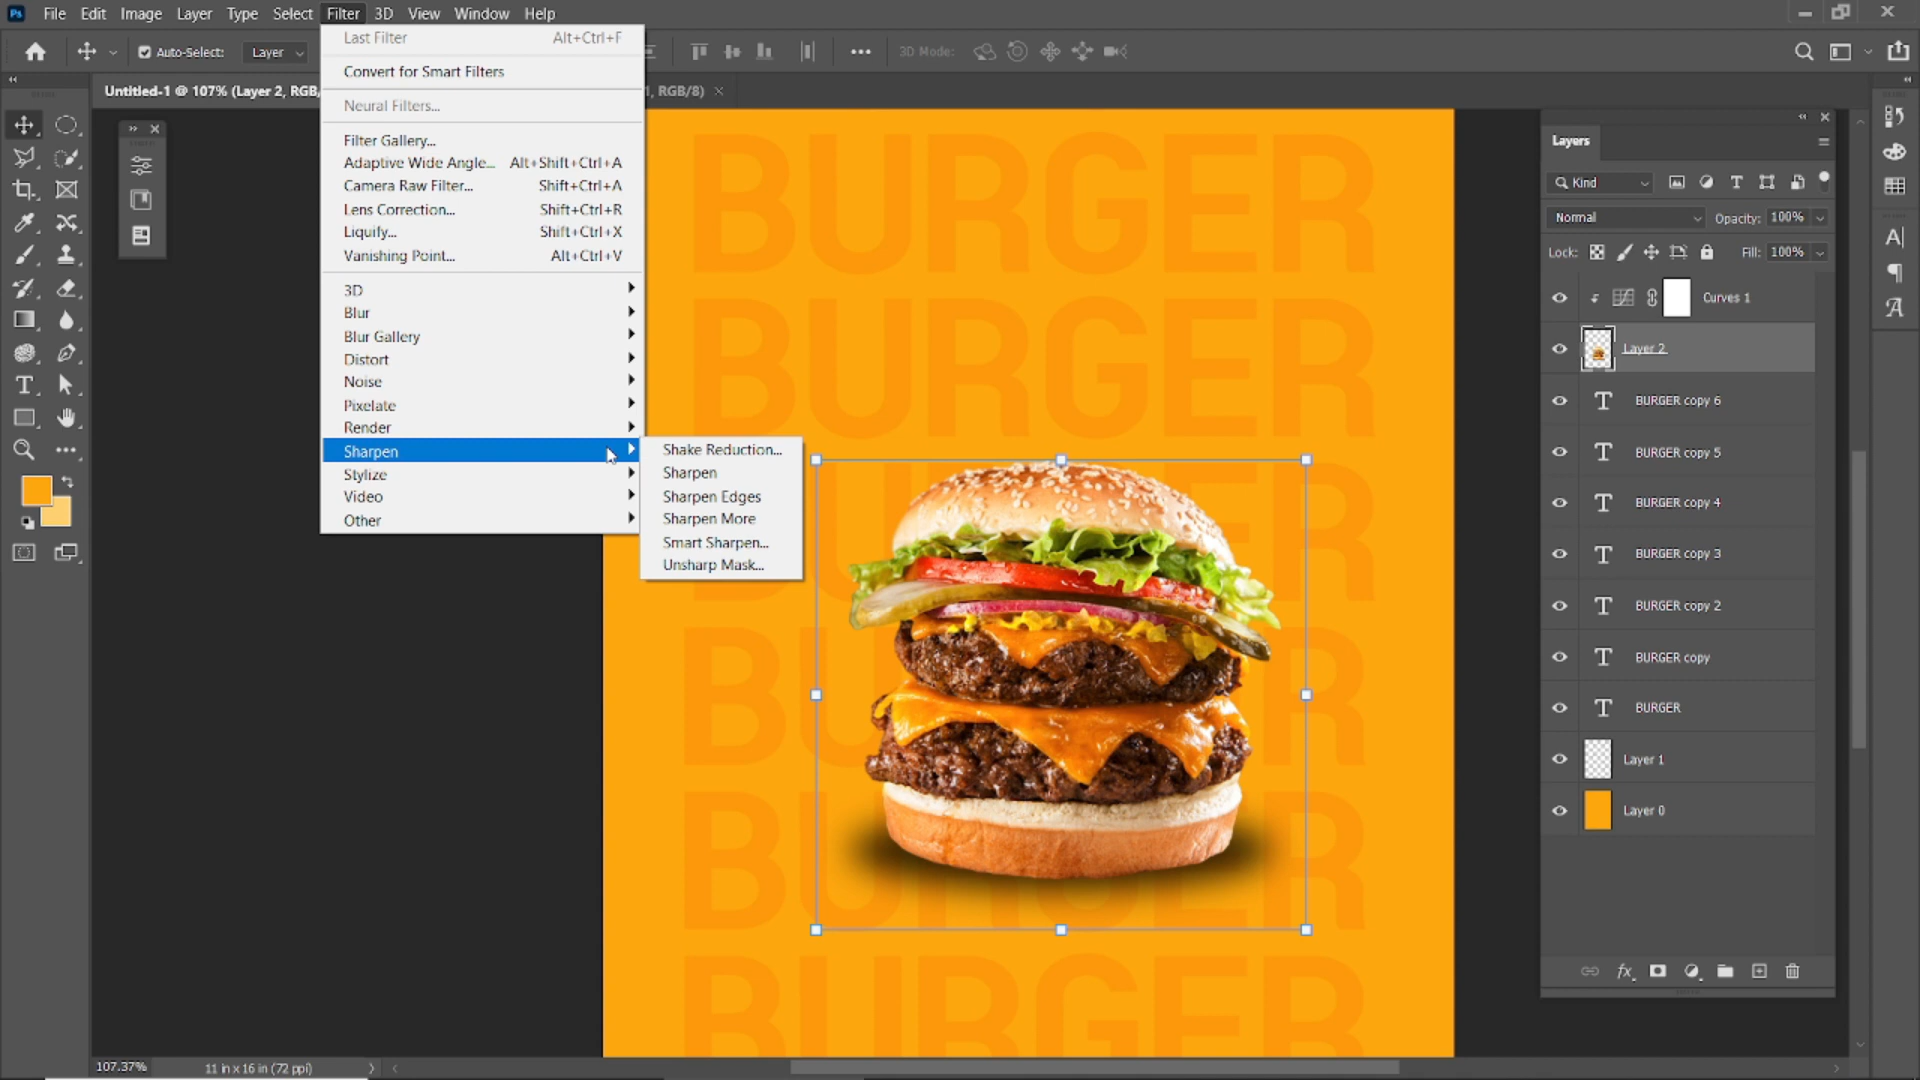 Ps File Edit Image Layer Type Select Filter 3D View Window Help
Auto-Select: Layer 3D Mode:
Untitled-1 @ 107% (Layer 2, RGB/ 1, RGB/8)
Last Filter Alt+Ctrl+F
Convert for Smart Filters
Neural Filters...
Filter Gallery...
Adaptive Wide Angle... Alt+Shift+Ctrl+A
Camera Raw Filter... Shift+Ctrl+A
Lens Correction... Shift+Ctrl+R
Liquify... Shift+Ctrl+X
Vanishing Point... Alt+Ctrl+V
3D
Blur
Blur Gallery
Distort
Noise
Pixelate
Render
Sharpen
Stylize
Video
Other
Shake Reduction...
Sharpen
Sharpen Edges
Sharpen More
Smart Sharpen...
Unsharp Mask...
BURGER
BURGER
ER
BU R
BURGER
BURGER
Layers
Kind
Normal Opacity: 100%
Lock: Fill: 100%
Curves 1
Layer 2
BURGER copy 6
BURGER copy 5
BURGER copy 4
BURGER copy 3
BURGER copy 2
BURGER copy
BURGER
Layer 1
Layer 0
107.37% 11 in x 16 in (72 ppi)